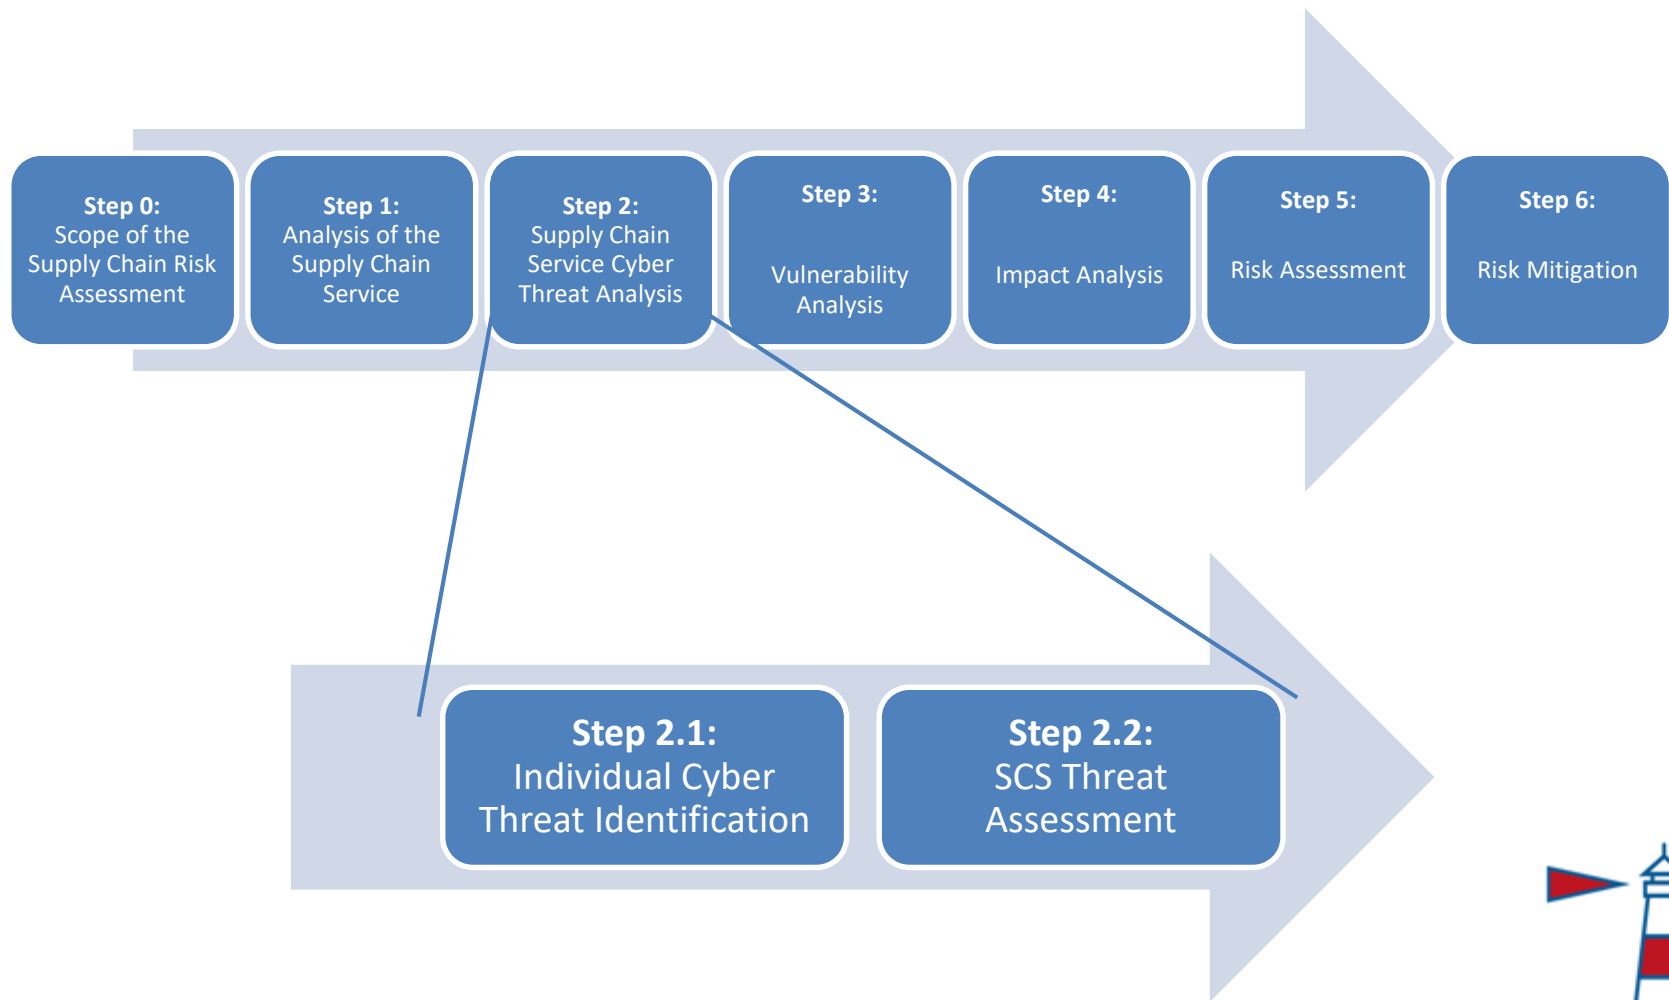 Step 0:
Scope of the
Supply Chain Risk
Assessment
Step 1:
Analysis of the
Supply Chain
Service
Step 2:
Supply Chain
Service Cyber
Threat Analysis
Step 3:
Vulnerability
Analysis
Step 4:
Impact Analysis
Step 5:
Risk Assessment
Step 6:
Risk Mitigation
Step 2.1:
Individual Cyber
Threat Identification
Step 2.2:
SCS Threat
Assessment